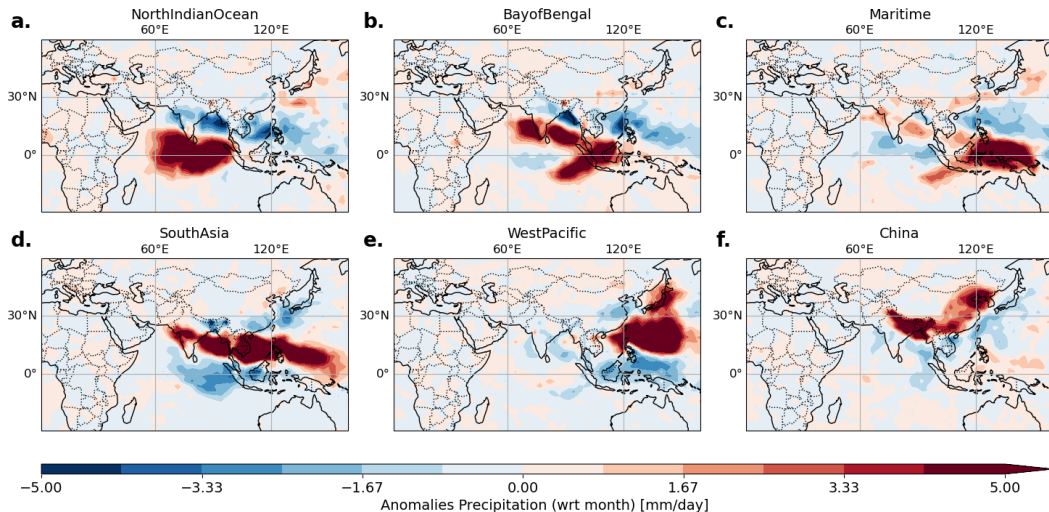 a. NorthIndianOcean
60°E 120°E
30°N
0°
b. BayofBengal
60°E 120°E
30°N
0°
c. Maritime
60°E 120°E
30°N
0°
d. SouthAsia
60°E 120°E
30°N
0°
e. WestPacific
60°E 120°E
30°N
0°
f. China
60°E 120°E
30°N
0°
−5.00 −3.33 −1.67 0.00 1.67 3.33 5.00
Anomalies Precipitation (wrt month) [mm/day]